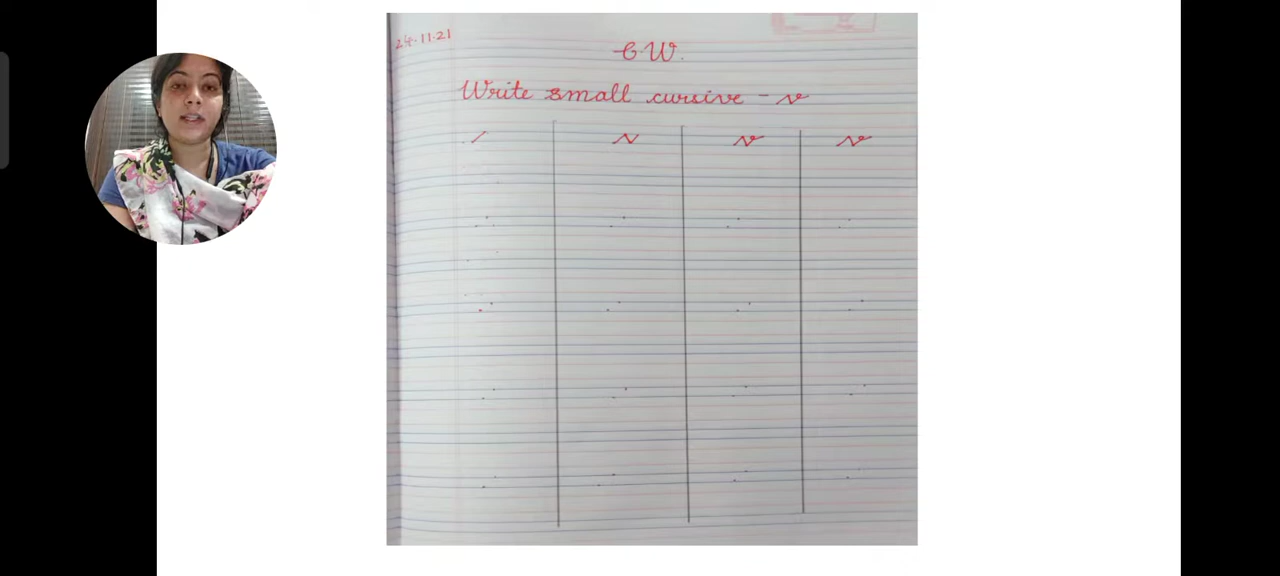 24.11.21
C.W.
Write small cursive - v
v v